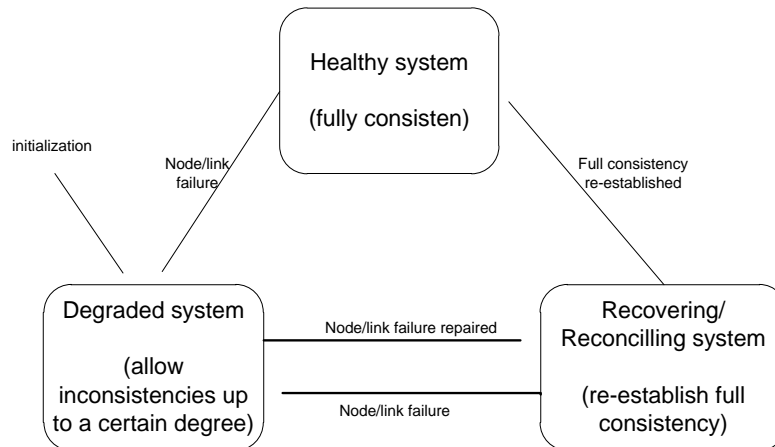 Healthy system
(fully consisten)
initialization
Node/link
failure
Full consistency
re-established
Degraded system
(allow
inconsistencies up
to a certain degree)
Node/link failure repaired
Node/link failure
Recovering/
Reconcilling system
(re-establish full
consistency)